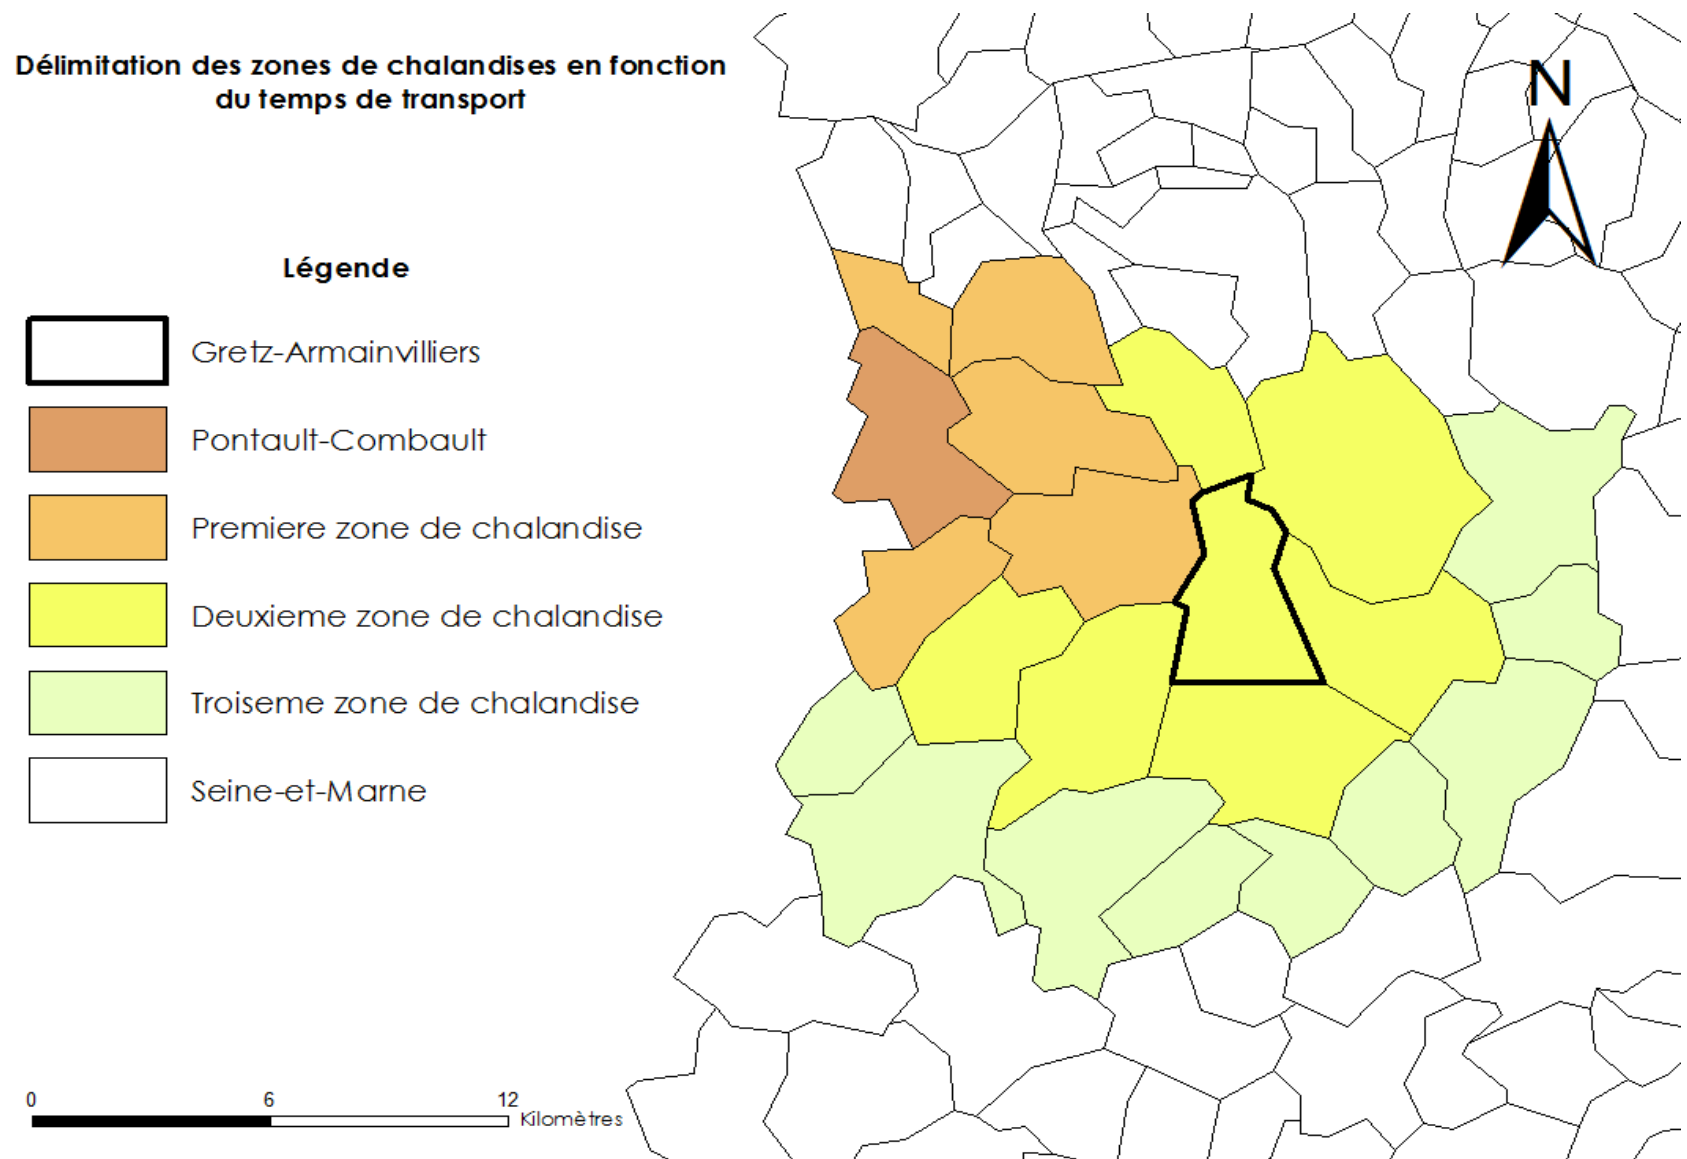 Délimitation des zones de chalandises en fonction
du temps de transport
N
Légende
Gretz-Armainvilliers
Pontault-Combault
Premiere zone de chalandise
Deuxieme zone de chalandise
Troiseme zone de chalandise
Seine-et-Marne
0 6 12
Kilomètres